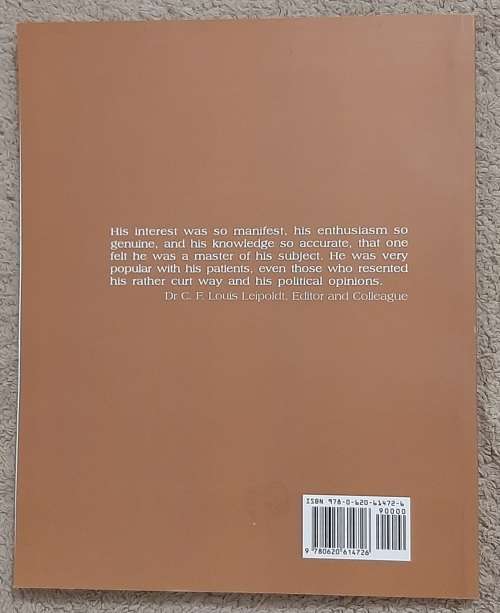 His interest was so manifest, his enthusiasm so
genuine, and his knowledge so accurate, that one
felt he was a master of his subject. He was very
popular with his patients, even those who resented
his rather curt way and his political opinions.
Dr C. F. Louis Leipoldt, Editor and Colleague
ISBN 978-0-620-61472-6
90000
9 780620 614726